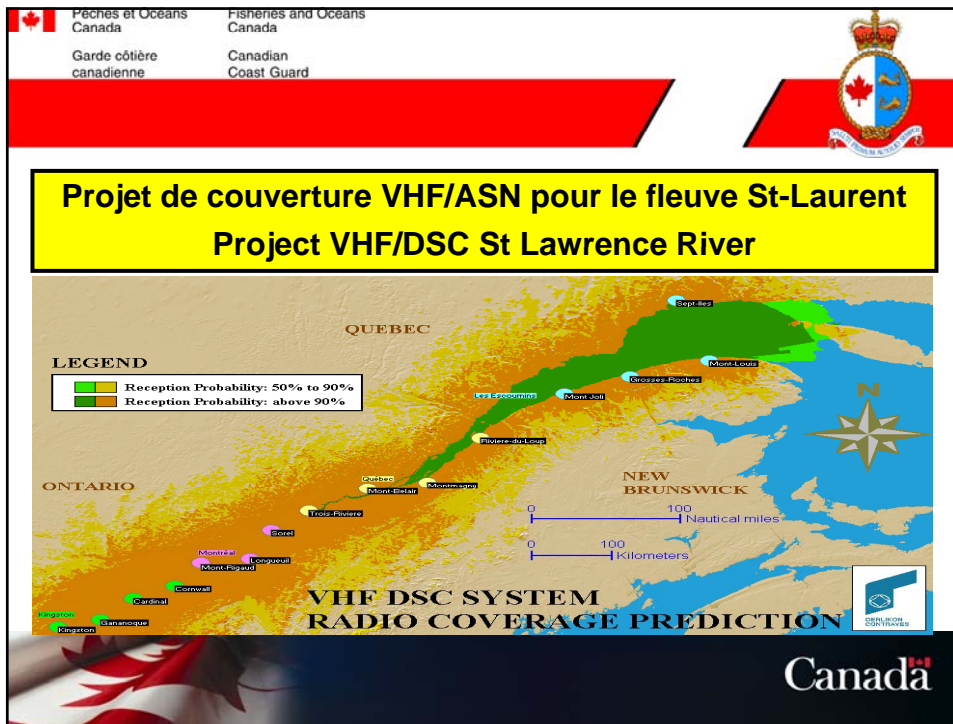 Pêches et Océans
Canada
Fisheries and Oceans
Canada
Garde côtière
canadienne
Canadian
Coast Guard
Projet de couverture VHF/ASN pour le fleuve St-Laurent
Project VHF/DSC St Lawrence River
Sept-Iles
QUEBEC
LEGEND
Reception Probability: 50% to 90%
Reception Probability: above 90%
Mont-Louis
Grosses-Roches
Les Escoumins
Mont Joli
N
Riviere-du-Loup
ONTARIO
Québec
Mont-Belair
Montmagny
NEW
BRUNSWICK
Trois-Riviere
0 100
Nautical miles
Sorel
0 100
Kilometers
Montréal
Longueuil
Mont-Rigaud
Cornwall
Cardinal
VHF DSC SYSTEM
RADIO COVERAGE PREDICTION
Kingston
Gananoque
Kingston
OERLIKON
CONTRAVES
Canada